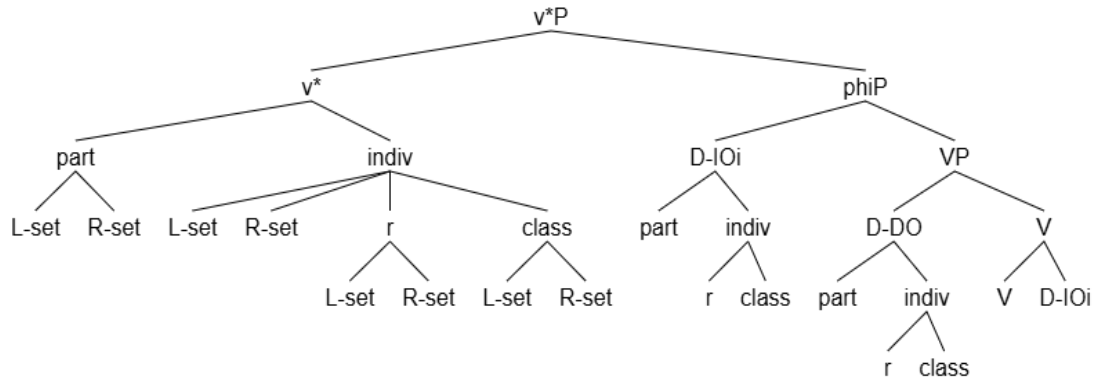 v*P
v* phiP
part indiv D-IOi VP
L-set R-set L-set R-set r class part indiv D-DO V
L-set R-set L-set R-set r class part indiv V D-IOi
r class